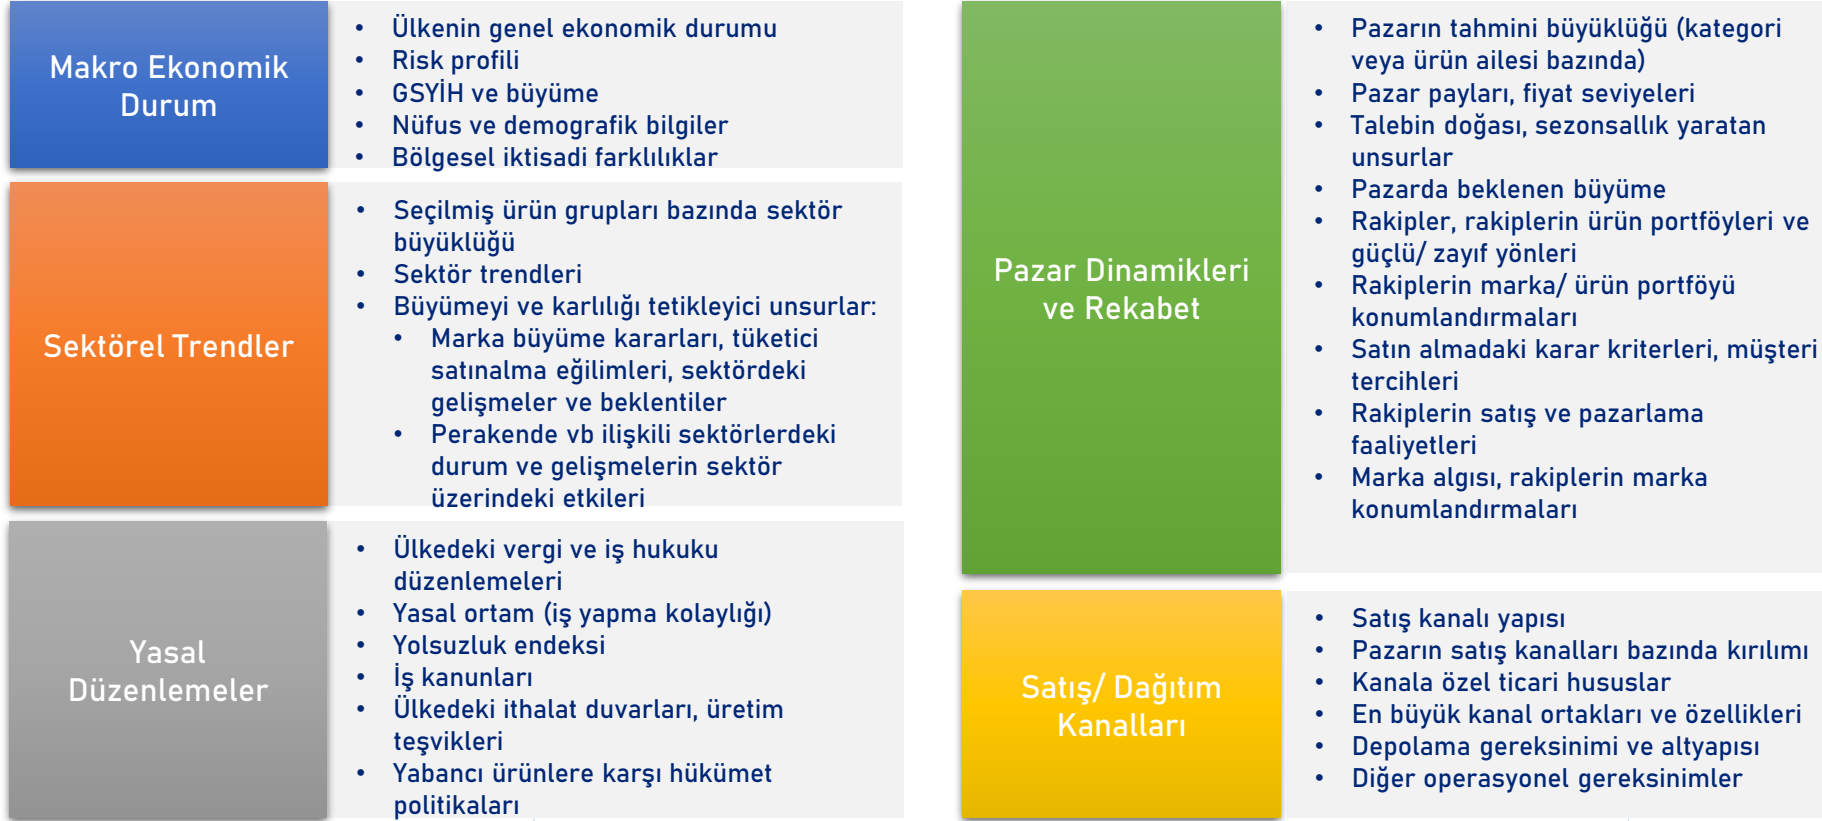 Makro Ekonomik
Durum
• Ülkenin genel ekonomik durumu
• Risk profili
• GSYİH ve büyüme
• Nüfus ve demografik bilgiler
• Bölgesel iktisadi farklılıklar
Sektörel Trendler
• Seçilmiş ürün grupları bazında sektör
büyüklüğü
• Sektör trendleri
• Büyümeyi ve karlılığı tetikleyici unsurlar:
• Marka büyüme kararları, tüketici
satınalma eğilimleri, sektördeki
gelişmeler ve beklentiler
• Perakende vb ilişkili sektörlerdeki
durum ve gelişmelerin sektör
üzerindeki etkileri
Yasal
Düzenlemeler
• Ülkedeki vergi ve iş hukuku
düzenlemeleri
• Yasal ortam (iş yapma kolaylığı)
• Yolsuzluk endeksi
• İş kanunları
• Ülkedeki ithalat duvarları, üretim
teşvikleri
• Yabancı ürünlere karşı hükümet
politikaları
Pazar Dinamikleri
ve Rekabet
• Pazarın tahmini büyüklüğü (kategori
veya ürün ailesi bazında)
• Pazar payları, fiyat seviyeleri
• Talebin doğası, sezonsallık yaratan
unsurlar
• Pazarda beklenen büyüme
• Rakipler, rakiplerin ürün portföyleri ve
güçlü/ zayıf yönleri
• Rakiplerin marka/ ürün portföyü
konumlandırmaları
• Satın almadaki karar kriterleri, müşteri
tercihleri
• Rakiplerin satış ve pazarlama
faaliyetleri
• Marka algısı, rakiplerin marka
konumlandırmaları
Satış/ Dağıtım
Kanalları
• Satış kanalı yapısı
• Pazarın satış kanalları bazında kırılımı
• Kanala özel ticari hususlar
• En büyük kanal ortakları ve özellikleri
• Depolama gereksinimi ve altyapısı
• Diğer operasyonel gereksinimler